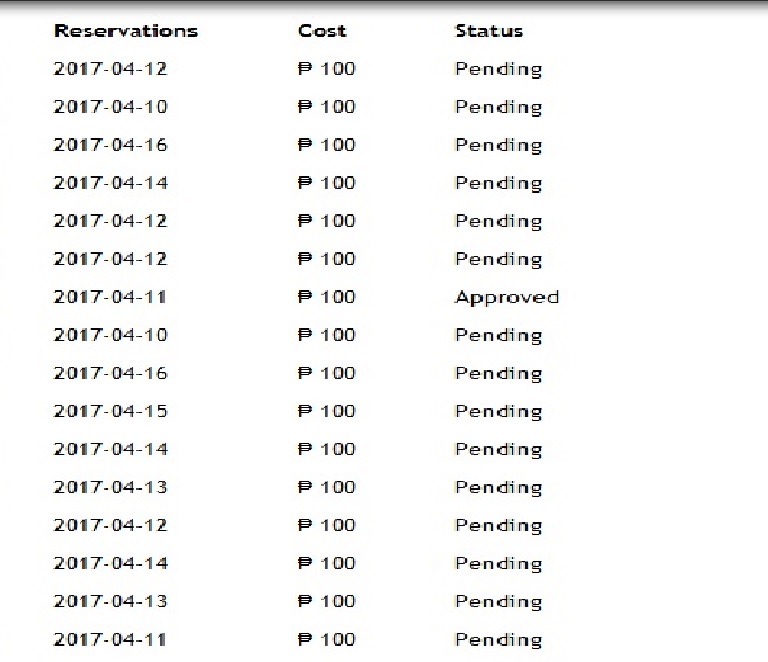 Reservations Cost Status
2017-04-12 ₱ 100 Pending
2017-04-10 ₱ 100 Pending
2017-04-16 ₱ 100 Pending
2017-04-14 ₱ 100 Pending
2017-04-12 ₱ 100 Pending
2017-04-12 ₱ 100 Pending
2017-04-11 ₱ 100 Approved
2017-04-10 ₱ 100 Pending
2017-04-16 ₱ 100 Pending
2017-04-15 ₱ 100 Pending
2017-04-14 ₱ 100 Pending
2017-04-13 ₱ 100 Pending
2017-04-12 ₱ 100 Pending
2017-04-14 ₱ 100 Pending
2017-04-13 ₱ 100 Pending
2017-04-11 ₱ 100 Pending